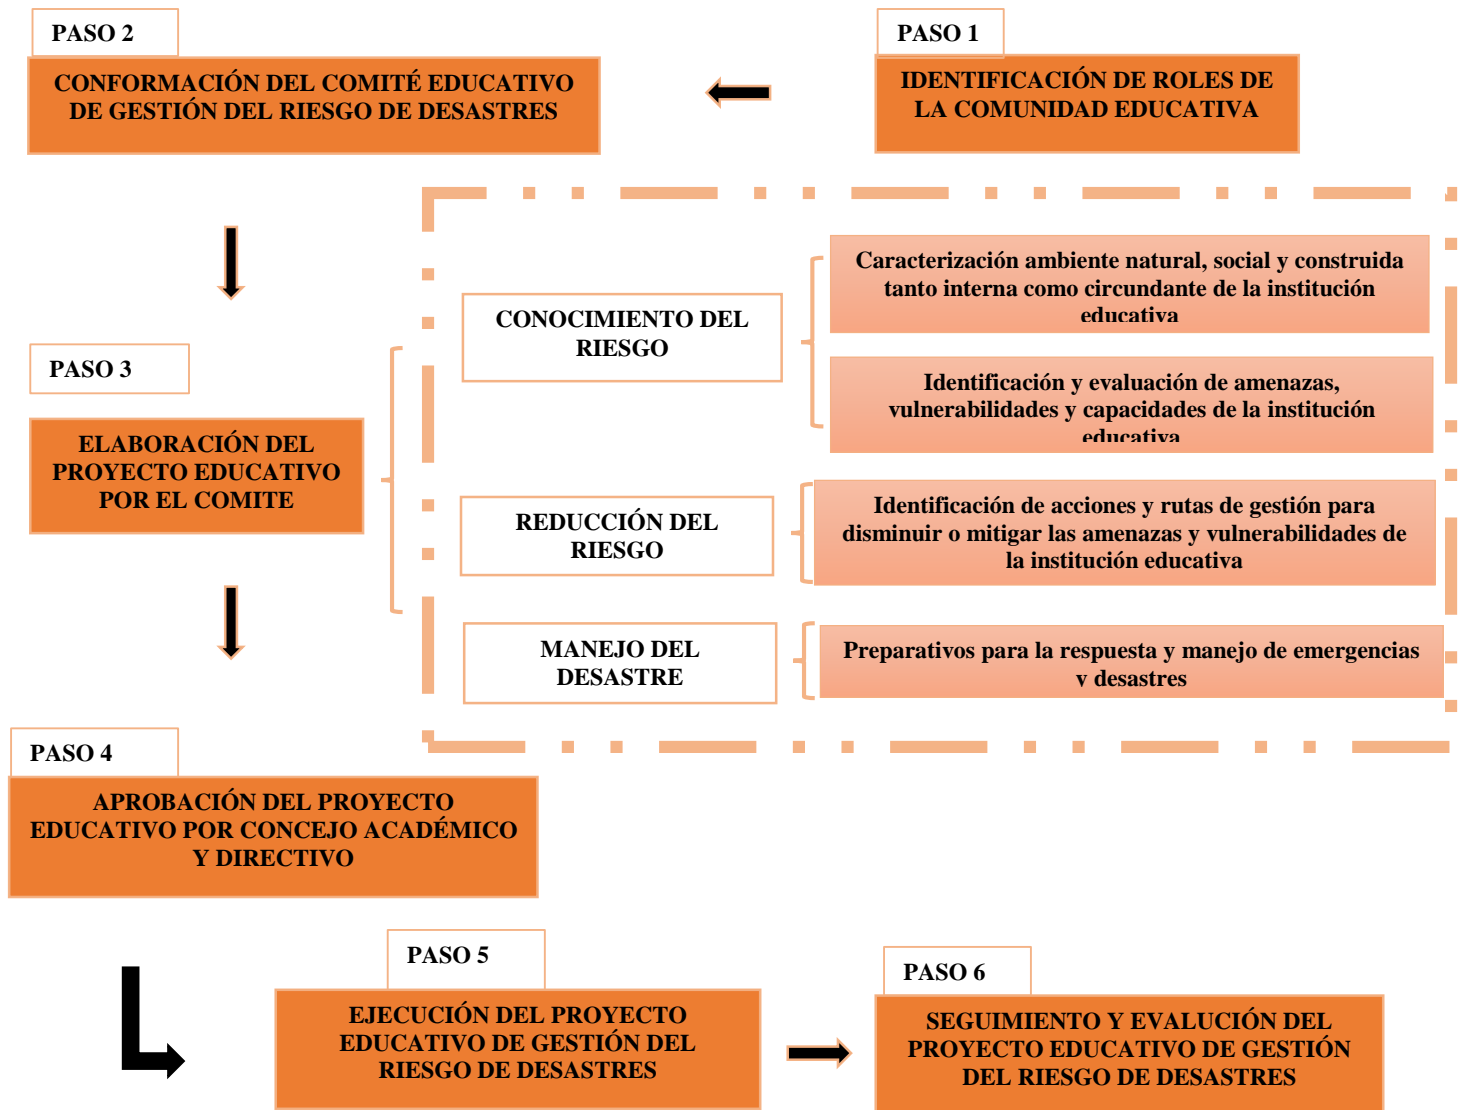 PASO 1
IDENTIFICACIÓN DE ROLES DE
LA COMUNIDAD EDUCATIVA
PASO 2
CONFORMACIÓN DEL COMITÉ EDUCATIVO
DE GESTIÓN DEL RIESGO DE DESASTRES
PASO 3
ELABORACIÓN DEL
PROYECTO EDUCATIVO
POR EL COMITE
CONOCIMIENTO DEL
RIESGO
Caracterización ambiente natural, social y construida
tanto interna como circundante de la institución
educativa
Identificación y evaluación de amenazas,
vulnerabilidades y capacidades de la institución
educativa
REDUCCIÓN DEL
RIESGO
Identificación de acciones y rutas de gestión para
disminuir o mitigar las amenazas y vulnerabilidades de
la institución educativa
MANEJO DEL
DESASTRE
Preparativos para la respuesta y manejo de emergencias
y desastres
PASO 4
APROBACIÓN DEL PROYECTO
EDUCATIVO POR CONCEJO ACADÉMICO
Y DIRECTIVO
PASO 5
EJECUCIÓN DEL PROYECTO
EDUCATIVO DE GESTIÓN DEL
RIESGO DE DESASTRES
PASO 6
SEGUIMIENTO Y EVALUCIÓN DEL
PROYECTO EDUCATIVO DE GESTIÓN
DEL RIESGO DE DESASTRES